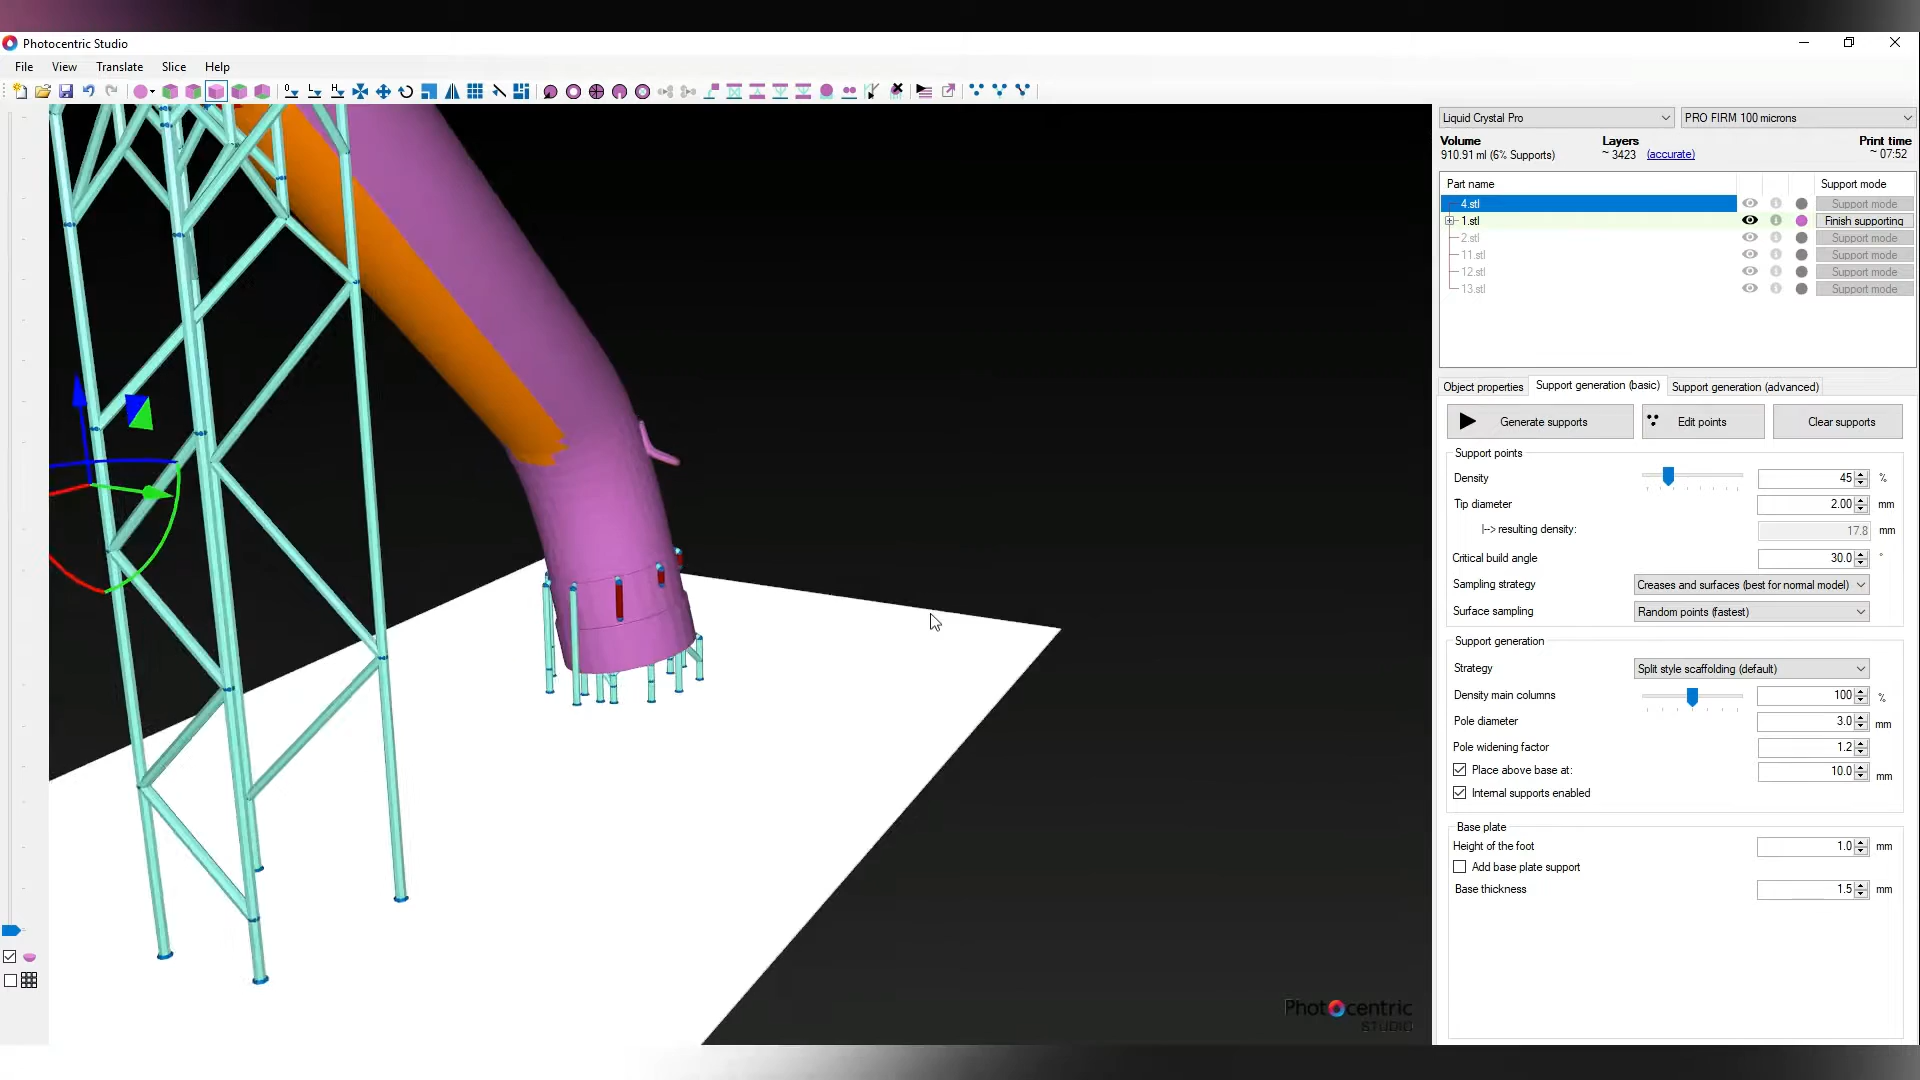 Photocentric Studio
File View Translate Slice Help
Liquid Crystal Pro PRO FIRM 100 microns
Volume Layers Print time
910.91 ml (6% Supports) ~ 3423 (accurate) ~ 07:52
Part name Support mode
4.stl Support mode
1.stl Finish supporting
2.stl Support mode
11.stl Support mode
12.stl Support mode
13.stl Support mode
Object properties Support generation (basic) Support generation (advanced)
Generate supports Edit points Clear supports
Support points
Density 45 %
Tip diameter 2.00 mm
|--> resulting density: 17.8 mm
Critical build angle 30.0 °
Sampling strategy Creases and surfaces (best for normal model)
Surface sampling Random points (fastest)
Support generation
Strategy Split style scaffolding (default)
Density main columns 100 %
Pole diameter 3.0 mm
Pole widening factor 1.2
Place above base at: 10.0 mm
Internal supports enabled
Base plate
Height of the foot 1.0 mm
Add base plate support
Base thickness 1.5 mm
Photocentric
STUDIO